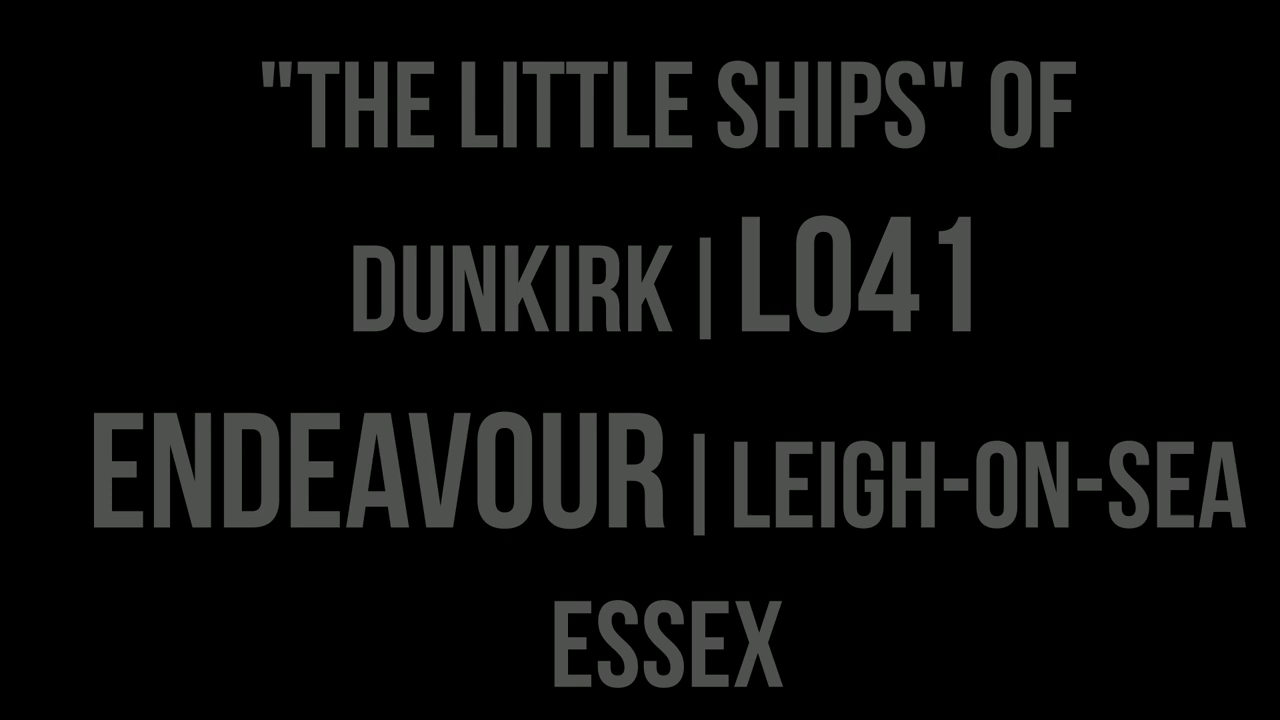 "THE LITTLE SHIPS" OF
DUNKIRK | LO41
ENDEAVOUR | LEIGH-ON-SEA
ESSEX